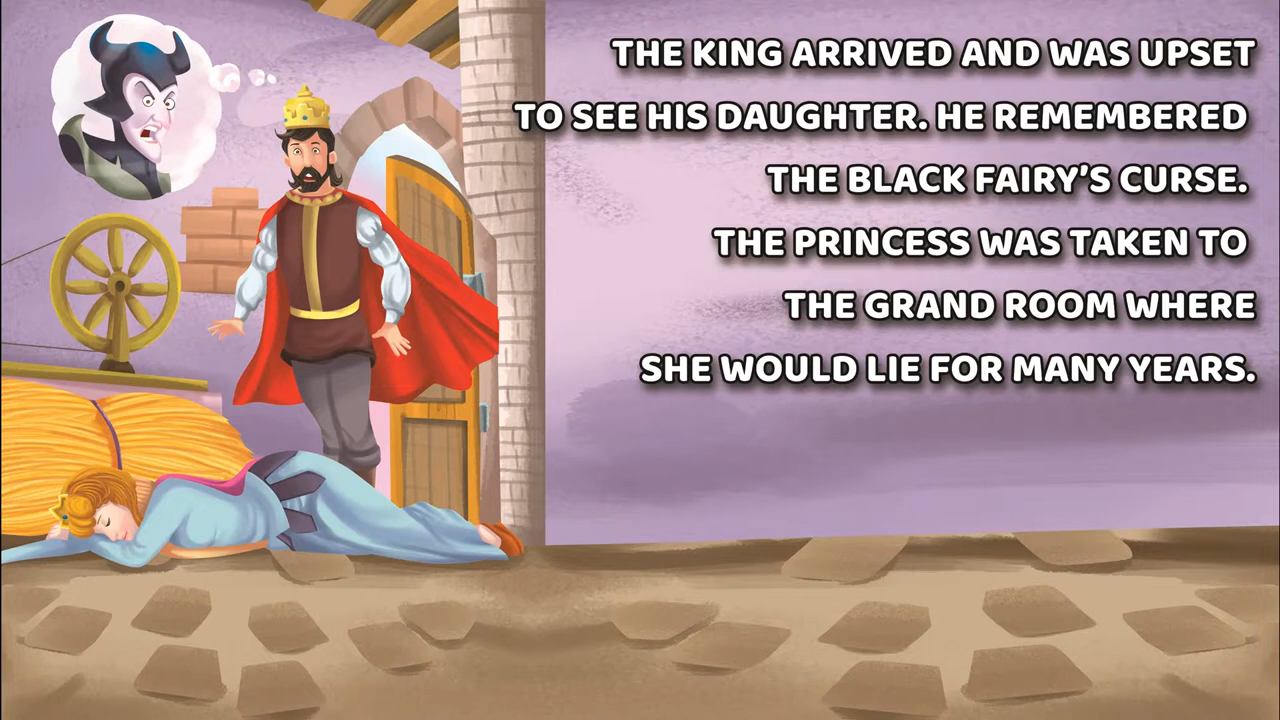 THE KING ARRIVED AND WAS UPSET
TO SEE HIS DAUGHTER. HE REMEMBERED
THE BLACK FAIRY'S CURSE.
THE PRINCESS WAS TAKEN TO
THE GRAND ROOM WHERE
SHE WOULD LIE FOR MANY YEARS.